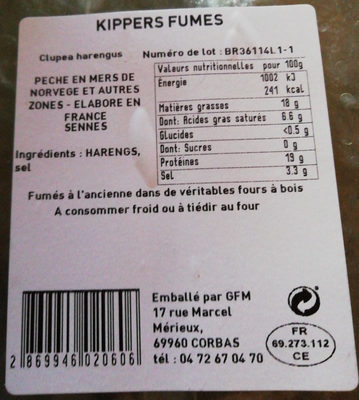 KIPPERS FUMES
Clupea harengus
Numéro de lot : BR36114L1-1
PECHE EN MERS DE
NORVEGE ET AUTRES
ZONES - ELABORE EN
FRANCE
SENNES
Ingrédients : HARENGS,
sel
Valeurs nutritionnelles pour 100g
Energie 1002 kJ
241 kcal
Matières grasses 18 g
Dont: Acides gras saturés 6.6 g
Glucides <0.5 g
Dont: Sucres 0 g
Protéines 19 g
Sel 3.3 g
Fumés à l'ancienne dans de véritables fours à bois
A consommer froid ou à tiédir au four
Emballé par GFM
17 rue Marcel
Mérieux,
69960 CORBAS
tél : 04 72 67 04 70
FR
69.273.112
CE
2 869946 020606